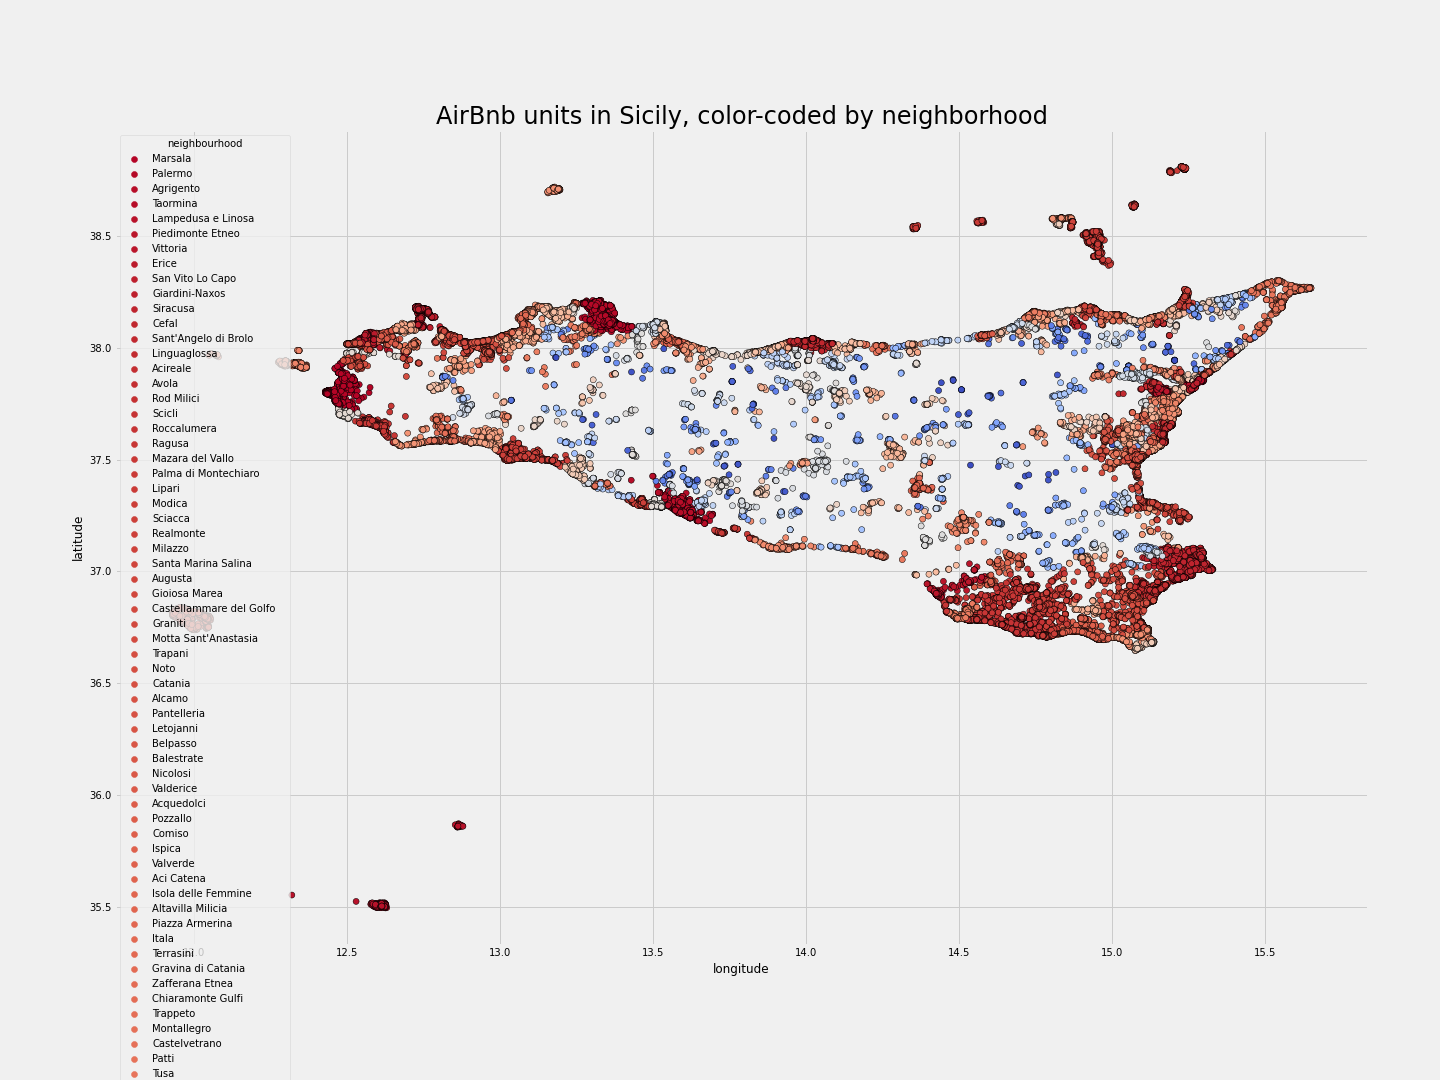 AirBnb units in Sicily, color-coded by neighborhood
neighbourhood
Marsala
Palermo
Agrigento
Taormina
Lampedusa e Linosa
Piedimonte Etneo
Vittoria
Erice
San Vito Lo Capo
Giardini-Naxos
Siracusa
Cefal
Sant'Angelo di Brolo
Linguaglossa
Acireale
Avola
Rod Milici
Scicli
Roccalumera
Ragusa
Mazara del Vallo
Palma di Montechiaro
Lipari
Modica
Sciacca
Realmonte
Milazzo
Santa Marina Salina
Augusta
Gioiosa Marea
Castellammare del Golfo
Graniti
Motta Sant'Anastasia
Trapani
Noto
Catania
Alcamo
Pantelleria
Letojanni
Belpasso
Balestrate
Nicolosi
Valderice
Acquedolci
Pozzallo
Comiso
Ispica
Valverde
Aci Catena
Isola delle Femmine
Altavilla Milicia
Piazza Armerina
Itala
Terrasini
Gravina di Catania
Zafferana Etnea
Chiaramonte Gulfi
Trappeto
Montallegro
Castelvetrano
Patti
Tusa
38.5
38.0
37.5
37.0
36.5
36.0
35.5
latitude
12.5 13.0 13.5 14.0 14.5 15.0 15.5
longitude